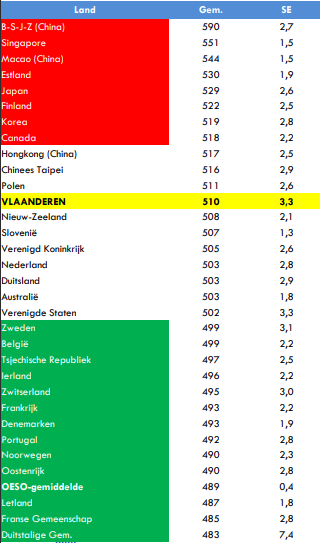 Land Gem. SE
B-S-J-Z (China) 590 2,7
Singapore 551 1,5
Macao (China) 544 1,5
Estland 530 1,9
Japan 529 2,6
Finland 522 2,5
Korea 519 2,8
Canada 518 2,2
Hongkong (China) 517 2,5
Chinees Taipei 516 2,9
Polen 511 2,6
VLAANDEREN 510 3,3
Nieuw-Zeeland 508 2,1
Slovenië 507 1,3
Verenigd Koninkrijk 505 2,6
Nederland 503 2,8
Duitsland 503 2,9
Australië 503 1,8
Verenigde Staten 502 3,3
Zweden 499 3,1
België 499 2,2
Tsjechische Republiek 497 2,5
Ierland 496 2,2
Zwitserland 495 3,0
Frankrijk 493 2,2
Denemarken 493 1,9
Portugal 492 2,8
Noorwegen 490 2,3
Oostenrijk 490 2,8
OESO-gemiddelde 489 0,4
Letland 487 1,8
Franse Gemeenschap 485 2,8
Duitstalige Gem. 483 7,4